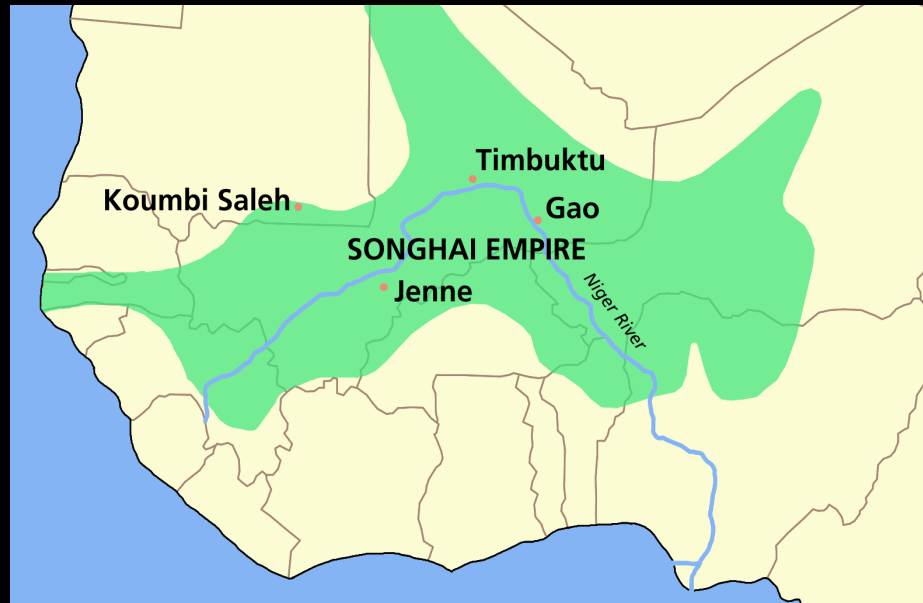 Timbuktu
Koumbi Saleh
Gao
SONGHAI EMPIRE
Jenne
Niger River